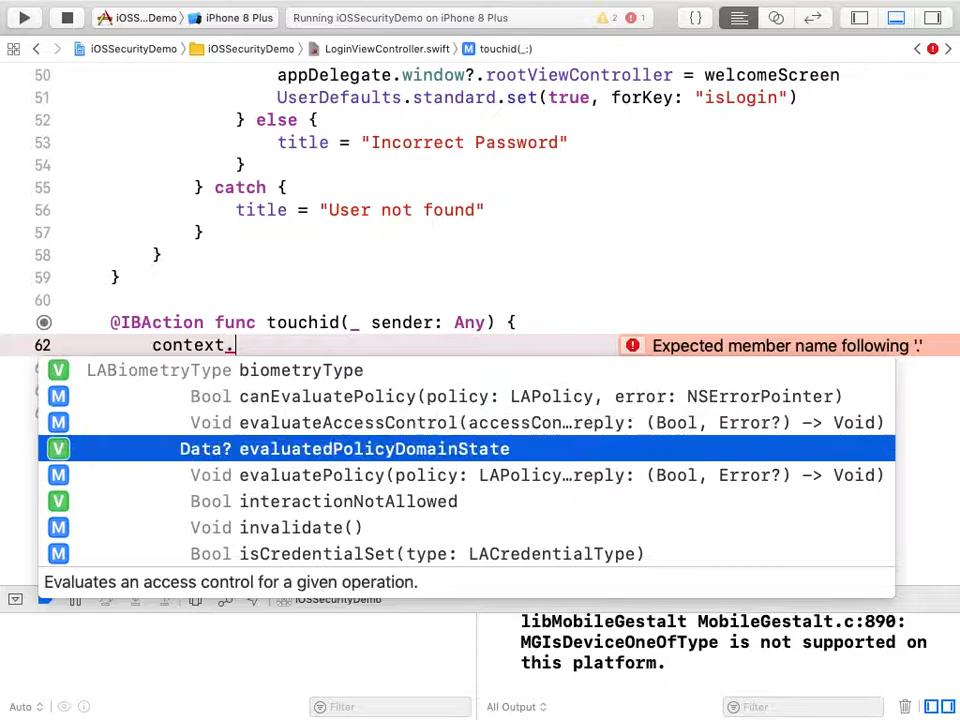 iOSS...Demo
iPhone 8 Plus
Running iOSSecurityDemo on iPhone 8 Plus
2
1
{}
iOSSecurityDemo
iOSSecurityDemo
LoginViewController.swift
M touchid(_:)
50 appDelegate.window?.rootViewController = welcomeScreen
51 UserDefaults.standard.set(true, forKey: "isLogin")
52 } else {
53 title = "Incorrect Password"
54 }
55 } catch {
56 title = "User not found"
57 }
58 }
59 }
60
@IBAction func touchid(_ sender: Any) {
62 context.
Expected member name following '.'
V LABiometryType biometryType
M Bool canEvaluatePolicy(policy: LAPolicy, error: NSErrorPointer)
M Void evaluateAccessControl(accessCon...reply: (Bool, Error?) -> Void)
V Data? evaluatedPolicyDomainState
M Void evaluatePolicy(policy: LAPolicy...reply: (Bool, Error?) -> Void)
V Bool interactionNotAllowed
M Void invalidate()
M Bool isCredentialSet(type: LACredentialType)
Evaluates an access control for a given operation.
iOSSecurityDemo
libMobileGestalt MobileGestalt.c:890:
MGIsDeviceOneOfType is not supported on
this platform.
Auto
Filter
All Output
Filter